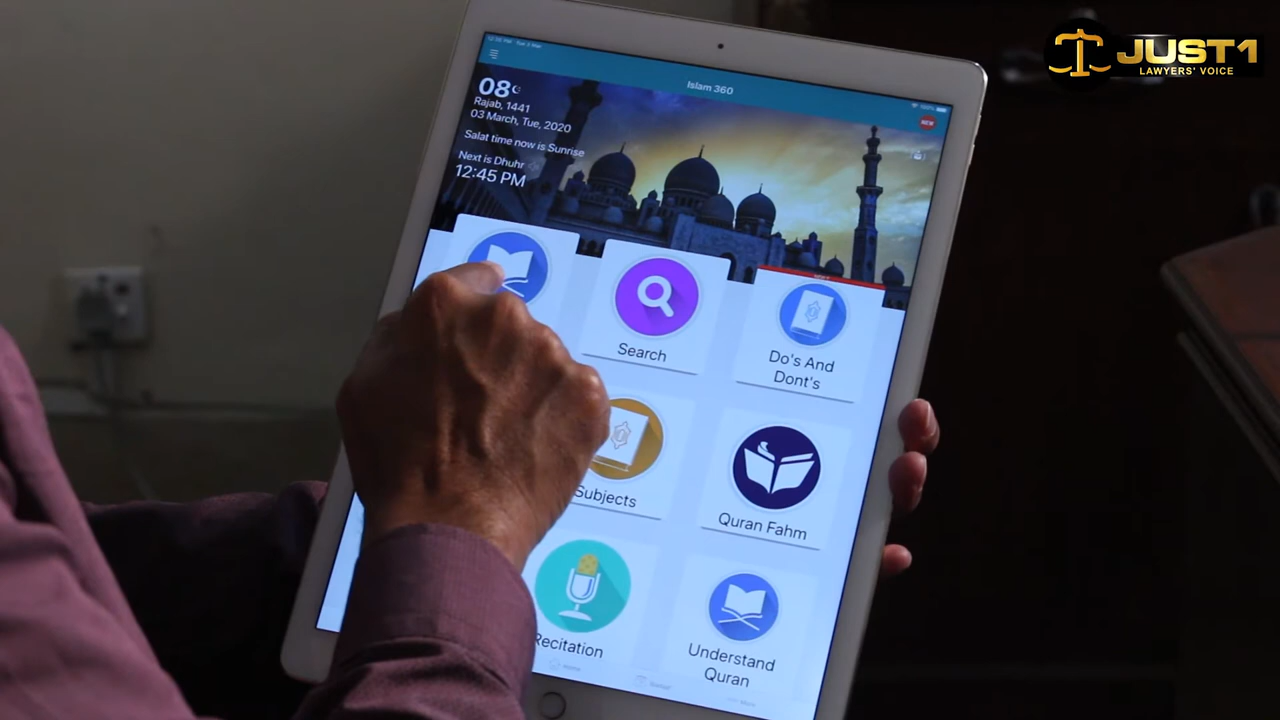 JUST1
LAWYERS' VOICE
Islam 360
NEW
08
Rajab, 1441
03 March, Tue, 2020
Salat time now is Sunrise
Next is Dhuhr
12:45 PM
Search
Do's And
Dont's
Subjects
Quran Fahm
Recitation
Understand
Quran
Home